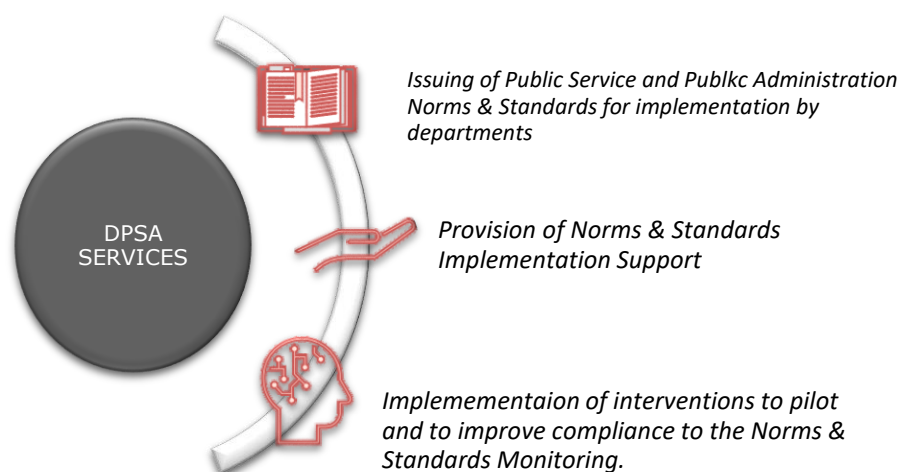 Issuing of Public Service and Publkc Administration
Norms & Standards for implementation by
departments
DPSA
SERVICES
Provision of Norms & Standards
Implementation Support
Implemementaion of interventions to pilot
and to improve compliance to the Norms &
Standards Monitoring.